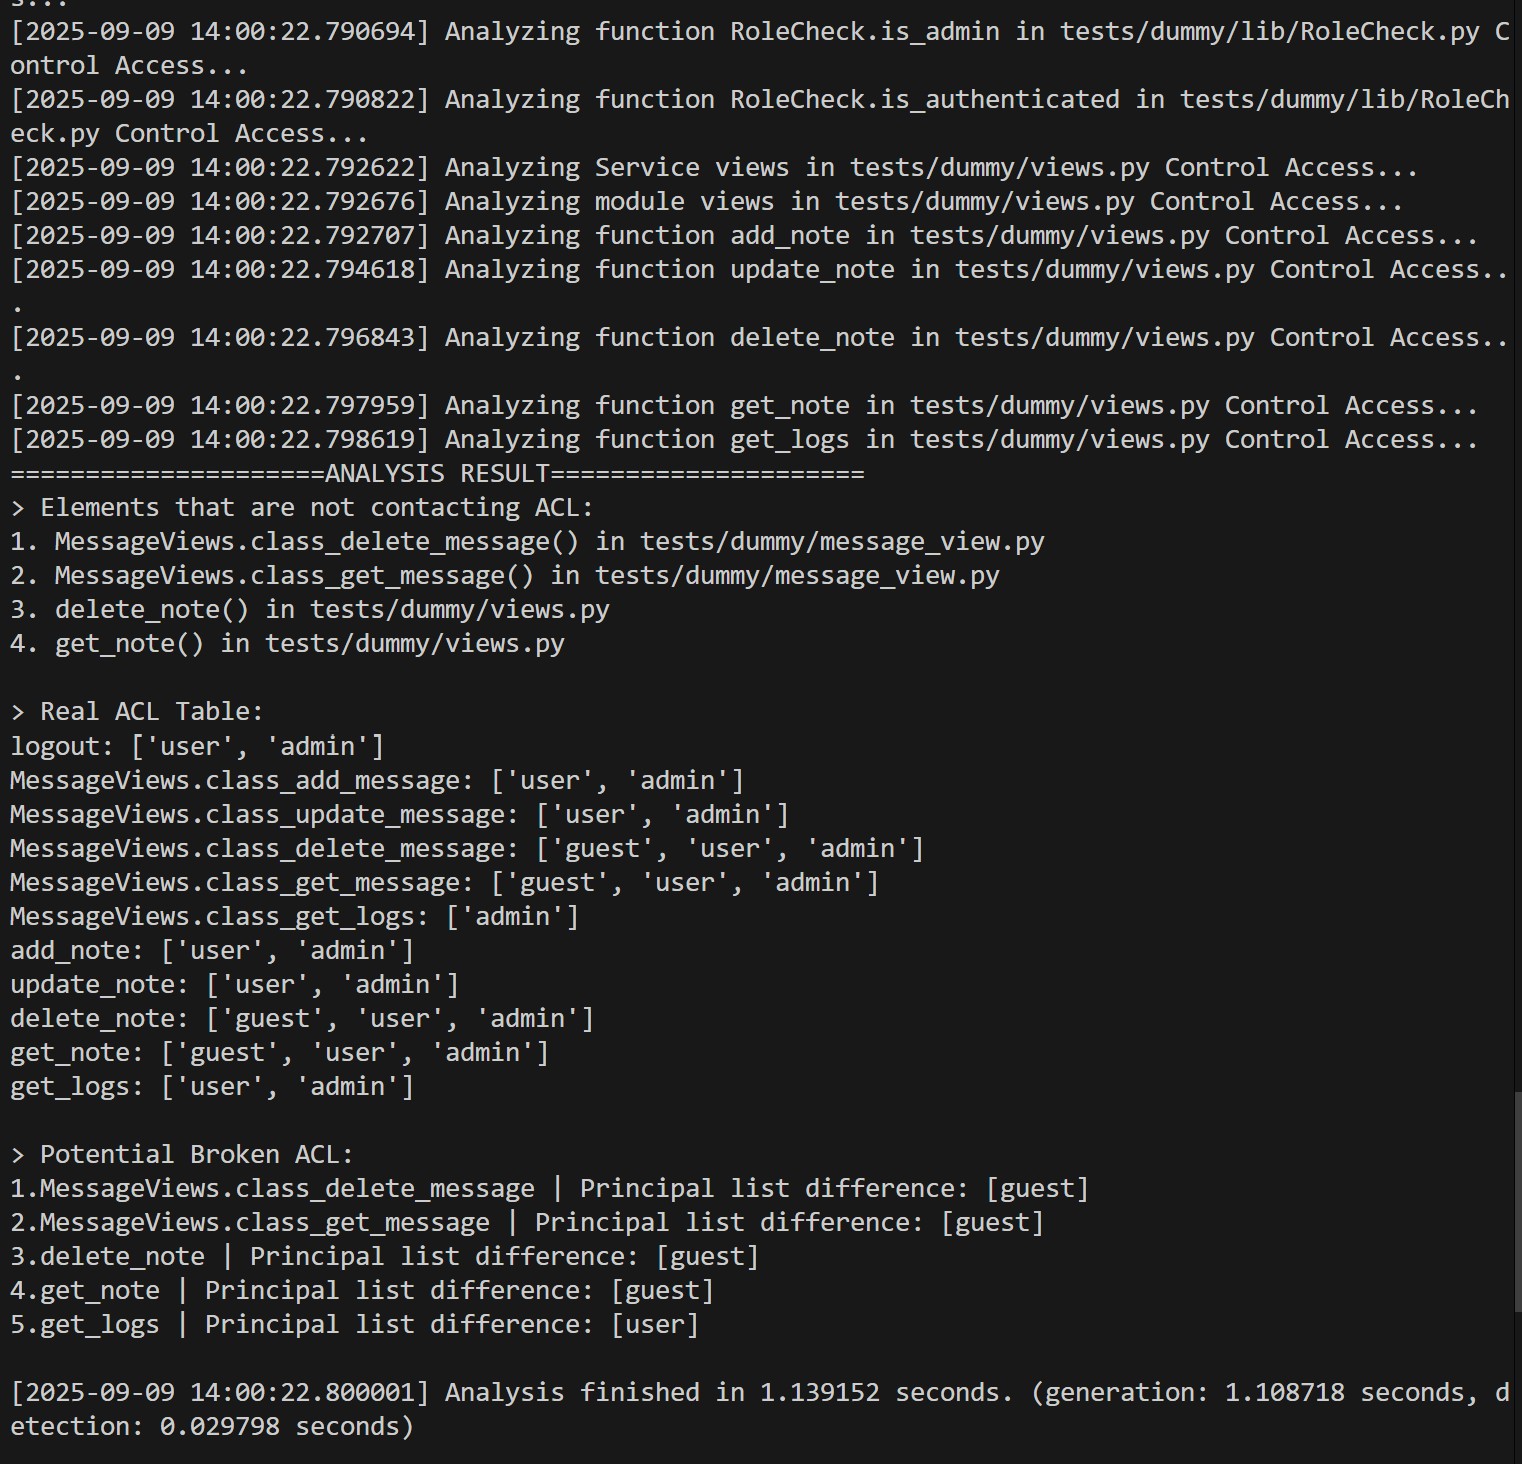 s...
[2025-09-09 14:00:22.790694] Analyzing function RoleCheck.is_admin in tests/dummy/lib/RoleCheck.py C
ontrol Access...
[2025-09-09 14:00:22.790822] Analyzing function RoleCheck.is_authenticated in tests/dummy/lib/RoleCh
eck.py Control Access...
[2025-09-09 14:00:22.792622] Analyzing Service views in tests/dummy/views.py Control Access...
[2025-09-09 14:00:22.792676] Analyzing module views in tests/dummy/views.py Control Access...
[2025-09-09 14:00:22.792707] Analyzing function add_note in tests/dummy/views.py Control Access...
[2025-09-09 14:00:22.794618] Analyzing function update_note in tests/dummy/views.py Control Access..
.
[2025-09-09 14:00:22.796843] Analyzing function delete_note in tests/dummy/views.py Control Access..
.
[2025-09-09 14:00:22.797959] Analyzing function get_note in tests/dummy/views.py Control Access...
[2025-09-09 14:00:22.798619] Analyzing function get_logs in tests/dummy/views.py Control Access...
=====================ANALYSIS RESULT=====================
> Elements that are not contacting ACL:
1. MessageViews.class_delete_message() in tests/dummy/message_view.py
2. MessageViews.class_get_message() in tests/dummy/message_view.py
3. delete_note() in tests/dummy/views.py
4. get_note() in tests/dummy/views.py
> Real ACL Table:
logout: ['user', 'admin']
MessageViews.class_add_message: ['user', 'admin']
MessageViews.class_update_message: ['user', 'admin']
MessageViews.class_delete_message: ['guest', 'user', 'admin']
MessageViews.class_get_message: ['guest', 'user', 'admin']
MessageViews.class_get_logs: ['admin']
add_note: ['user', 'admin']
update_note: ['user', 'admin']
delete_note: ['guest', 'user', 'admin']
get_note: ['guest', 'user', 'admin']
get_logs: ['user', 'admin']
> Potential Broken ACL:
1.MessageViews.class_delete_message | Principal list difference: [guest]
2.MessageViews.class_get_message | Principal list difference: [guest]
3.delete_note | Principal list difference: [guest]
4.get_note | Principal list difference: [guest]
5.get_logs | Principal list difference: [user]
[2025-09-09 14:00:22.800001] Analysis finished in 1.139152 seconds. (generation: 1.108718 seconds, d
etection: 0.029798 seconds)